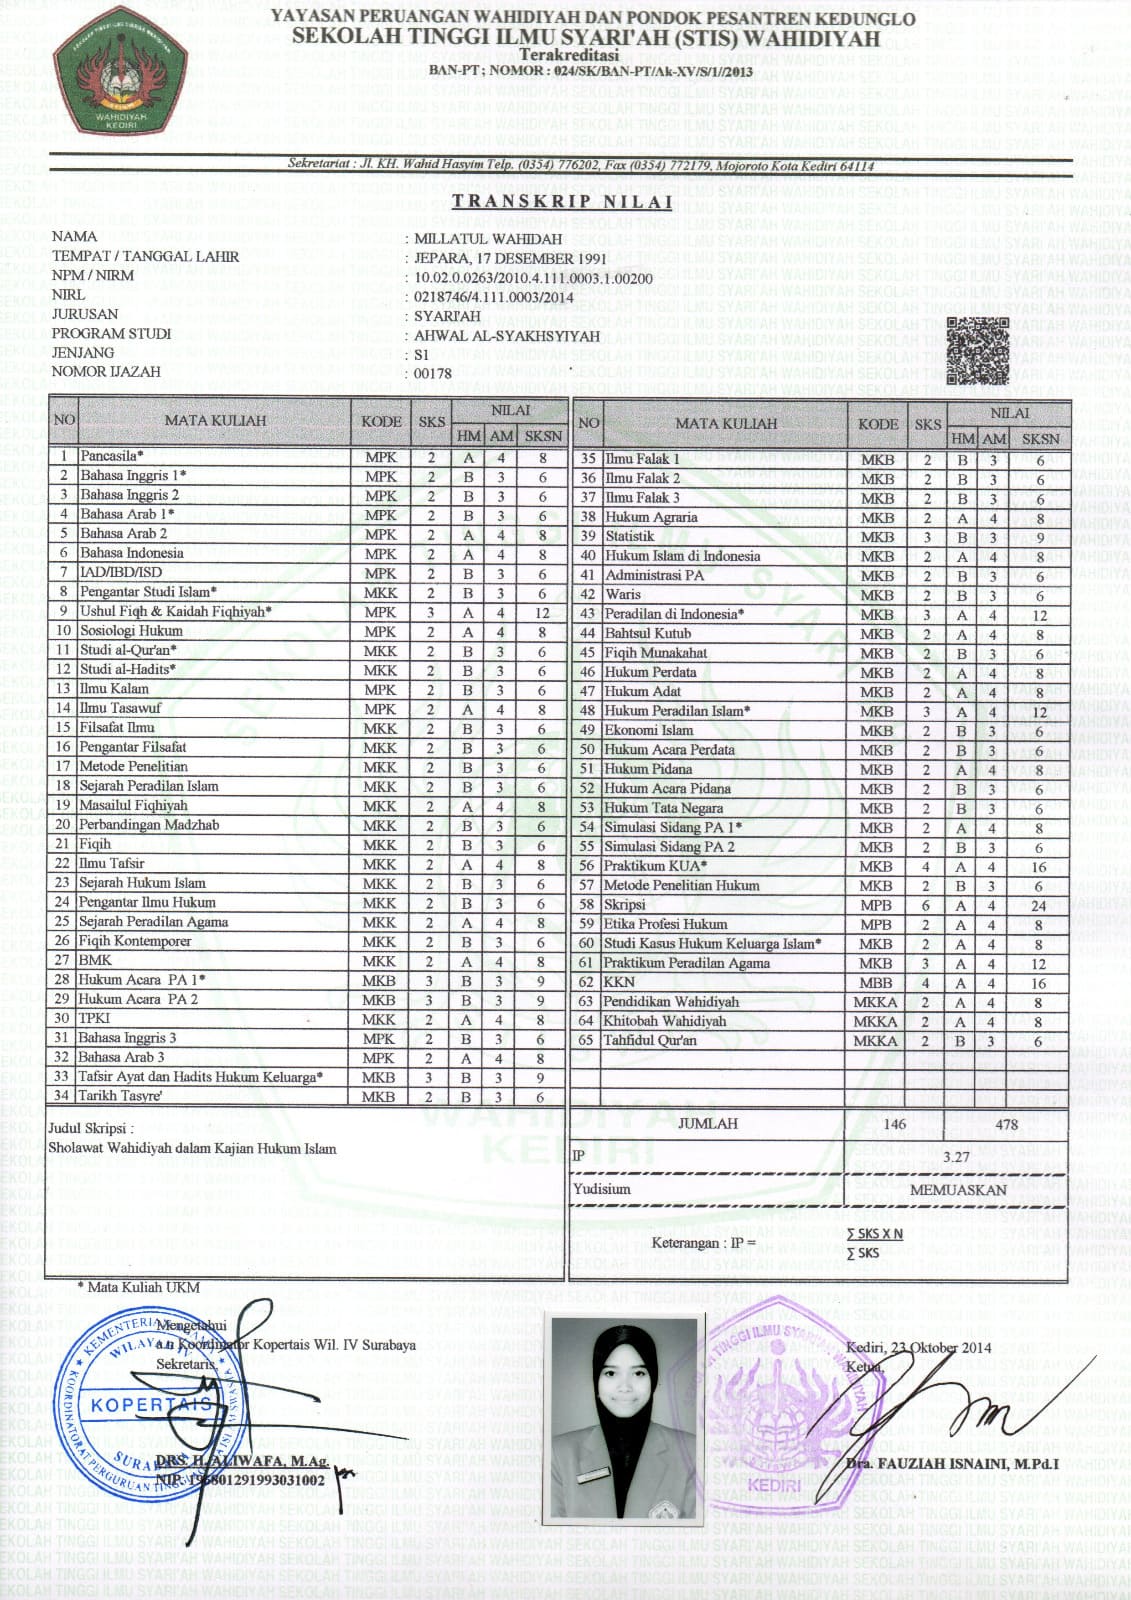 YAYASAN PERUANGAN WAHIDIYAH DAN PONDOK PESANTREN KEDUNGLO
SEKOLAH TINGGI ILMU SYARI'AH (STIS) WAHIDIYAH
Terakreditasi
BAN-PT ; NOMOR : 024/SK/BAN-PT/Ak-XV/S/1//2013
WAHIDIYAH
KEDIRI
Sekretariat : Jl. KH. Wahid Hasyim Telp. (0354) 776202, Fax (0354) 772179, Mojoroto Kota Kediri 64114
TRANSKRIP NILAI
NAMA : MILLATUL WAHIDAH
TEMPAT / TANGGAL LAHIR : JEPARA, 17 DESEMBER 1991
NPM / NIRM : 10.02.0.0263/2010.4.111.0003.1.00200
NIRL : 0218746/4.111.0003/2014
JURUSAN : SYARI'AH
PROGRAM STUDI : AHWAL AL-SYAKHSYIYAH
JENJANG : S1
NOMOR IJAZAH : 00178
NO MATA KULIAH KODE SKS NILAI
HM AM SKSN
1 Pancasila* MPK 2 A 4 8
2 Bahasa Inggris 1* MPK 2 B 3 6
3 Bahasa Inggris 2 MPK 2 B 3 6
4 Bahasa Arab 1* MPK 2 B 3 6
5 Bahasa Arab 2 MPK 2 A 4 8
6 Bahasa Indonesia MPK 2 A 4 8
7 IAD/IBD/ISD MPK 2 B 3 6
8 Pengantar Studi Islam* MKK 2 B 3 6
9 Ushul Fiqh & Kaidah Fiqhiyah* MPK 3 A 4 12
10 Sosiologi Hukum MPK 2 A 4 8
11 Studi al-Qur'an* MKK 2 B 3 6
12 Studi al-Hadits* MKK 2 B 3 6
13 Ilmu Kalam MPK 2 B 3 6
14 Ilmu Tasawuf MPK 2 A 4 8
15 Filsafat Ilmu MKK 2 B 3 6
16 Pengantar Filsafat MKK 2 B 3 6
17 Metode Penelitian MKK 2 B 3 6
18 Sejarah Peradilan Islam MKK 2 B 3 6
19 Masailul Fiqhiyah MKK 2 A 4 8
20 Perbandingan Madzhab MKK 2 B 3 6
21 Fiqih MKK 2 B 3 6
22 Ilmu Tafsir MKK 2 A 4 8
23 Sejarah Hukum Islam MKK 2 B 3 6
24 Pengantar Ilmu Hukum MKK 2 B 3 6
25 Sejarah Peradilan Agama MKK 2 A 4 8
26 Fiqih Kontemporer MKK 2 B 3 6
27 BMK MKK 2 A 4 8
28 Hukum Acara PA 1* MKB 3 B 3 9
29 Hukum Acara PA 2 MKB 3 B 3 9
30 TPKI MKK 2 A 4 8
31 Bahasa Inggris 3 MPK 2 B 3 6
32 Bahasa Arab 3 MPK 2 A 4 8
33 Tafsir Ayat dan Hadits Hukum Keluarga* MKB 3 B 3 9
34 Tarikh Tasyre' MKB 2 B 3 6
Judul Skripsi :
Sholawat Wahidiyah dalam Kajian Hukum Islam
NO MATA KULIAH KODE SKS NILAI
HM AM SKSN
35 Ilmu Falak 1 MKB 2 B 3 6
36 Ilmu Falak 2 MKB 2 B 3 6
37 Ilmu Falak 3 MKB 2 B 3 6
38 Hukum Agraria MKB 2 A 4 8
39 Statistik MKB 3 B 3 9
40 Hukum Islam di Indonesia MKB 2 A 4 8
41 Administrasi PA MKB 2 B 3 6
42 Waris MKB 2 B 3 6
43 Peradilan di Indonesia* MKB 3 A 4 12
44 Bahtsul Kutub MKB 2 A 4 8
45 Fiqih Munakahat MKB 2 B 3 6
46 Hukum Perdata MKB 2 A 4 8
47 Hukum Adat MKB 2 A 4 8
48 Hukum Peradilan Islam* MKB 3 A 4 12
49 Ekonomi Islam MKB 2 B 3 6
50 Hukum Acara Perdata MKB 2 B 3 6
51 Hukum Pidana MKB 2 A 4 8
52 Hukum Acara Pidana MKB 2 B 3 6
53 Hukum Tata Negara MKB 2 B 3 6
54 Simulasi Sidang PA 1* MKB 2 A 4 8
55 Simulasi Sidang PA 2 MKB 2 B 3 6
56 Praktikum KUA* MKB 4 A 4 16
57 Metode Penelitian Hukum MKB 2 B 3 6
58 Skripsi MPB 6 A 4 24
59 Etika Profesi Hukum MPB 2 A 4 8
60 Studi Kasus Hukum Keluarga Islam* MKB 2 A 4 8
61 Praktikum Peradilan Agama MKB 3 A 4 12
62 KKN MBB 4 A 4 16
63 Pendidikan Wahidiyah MKKA 2 A 4 8
64 Khitobah Wahidiyah MKKA 2 A 4 8
65 Tahfidul Qur'an MKKA 2 B 3 6
JUMLAH 146 478
IP 3.27
Yudisium MEMUASKAN
Keterangan : IP = ∑ SKS X N
∑ SKS
* Mata Kuliah UKM
Mengetahui
a.n Koordinator Kopertais Wil. IV Surabaya
Sekretaris,
KOPERTAIS
SURABAYA
DRS. H. ALIWAFA, M.Ag.
NIP. 196801291993031002
Kediri, 23 Oktober 2014
Ketua,
KEDIRI
Dra. FAUZIAH ISNAINI, M.Pd.I